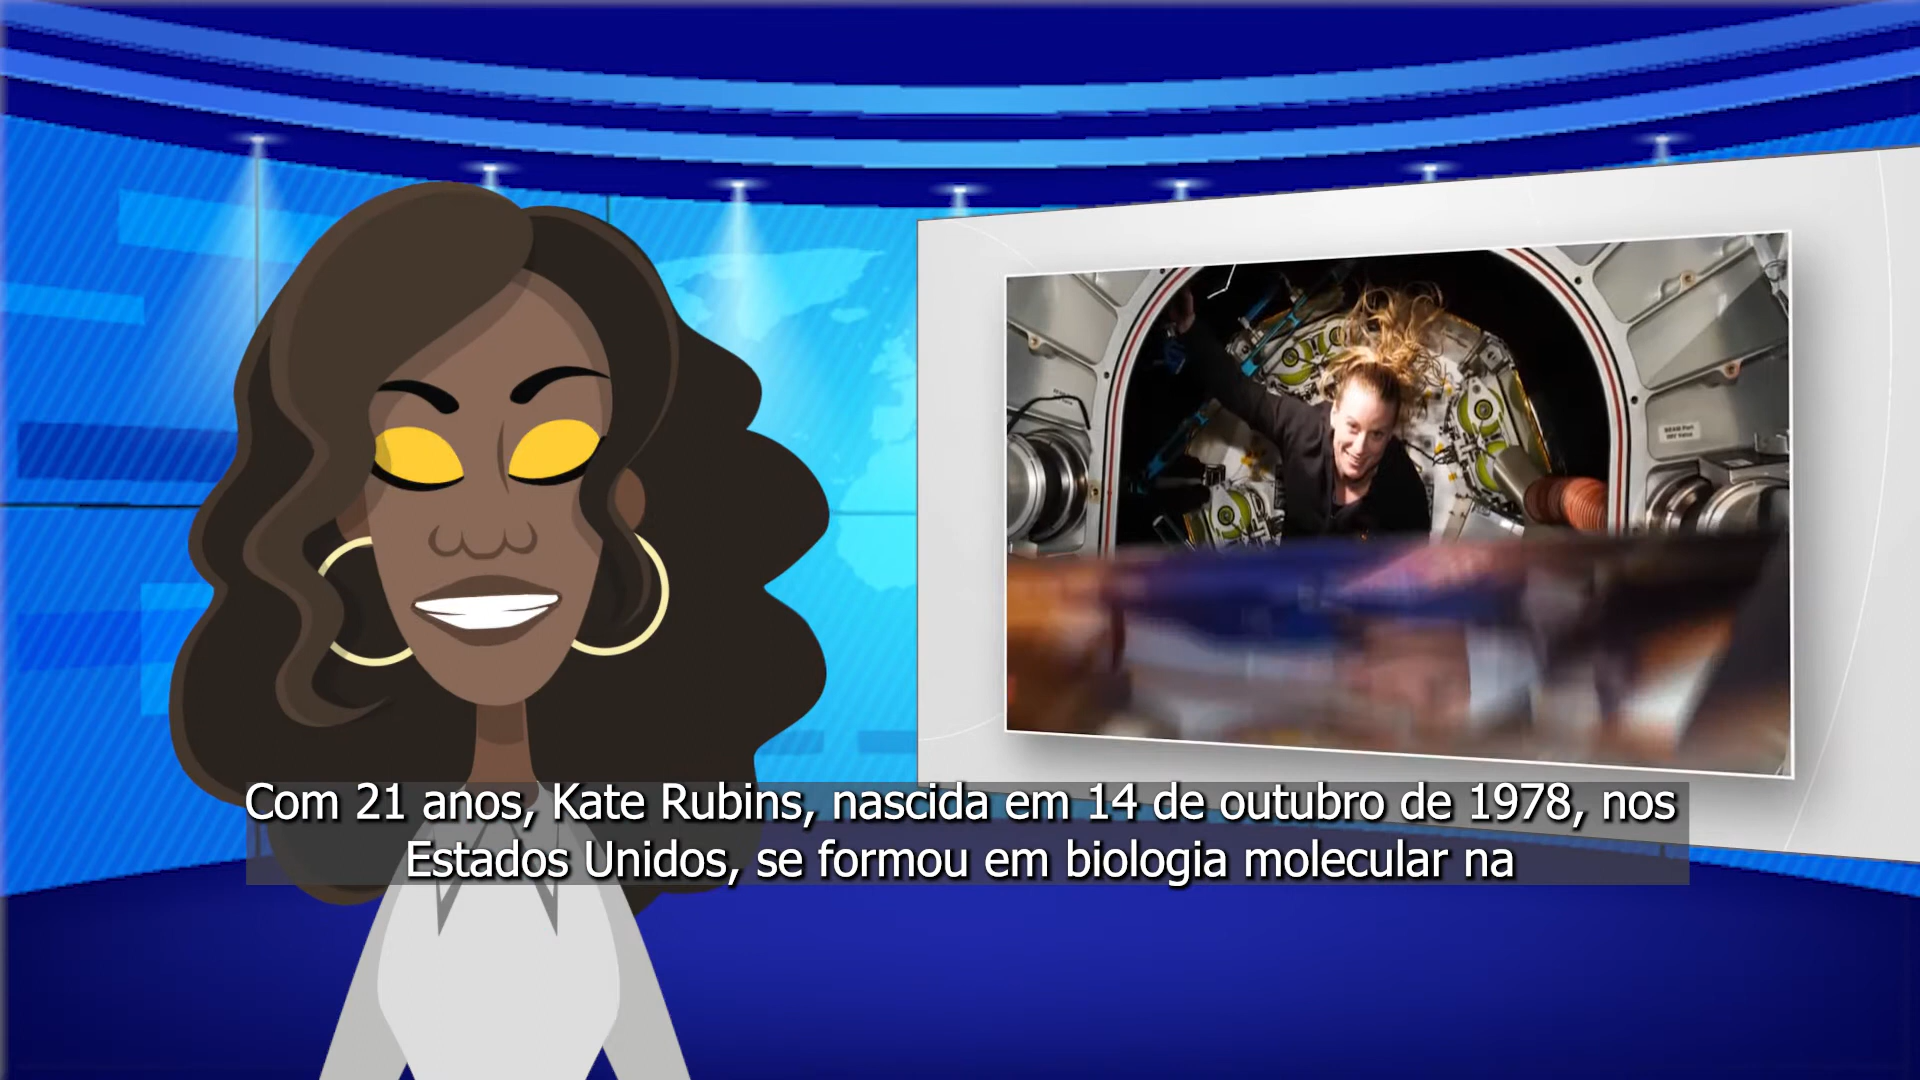 Com 21 anos, Kate Rubins, nascida em 14 de outubro de 1978, nos
Estados Unidos, se formou em biologia molecular na